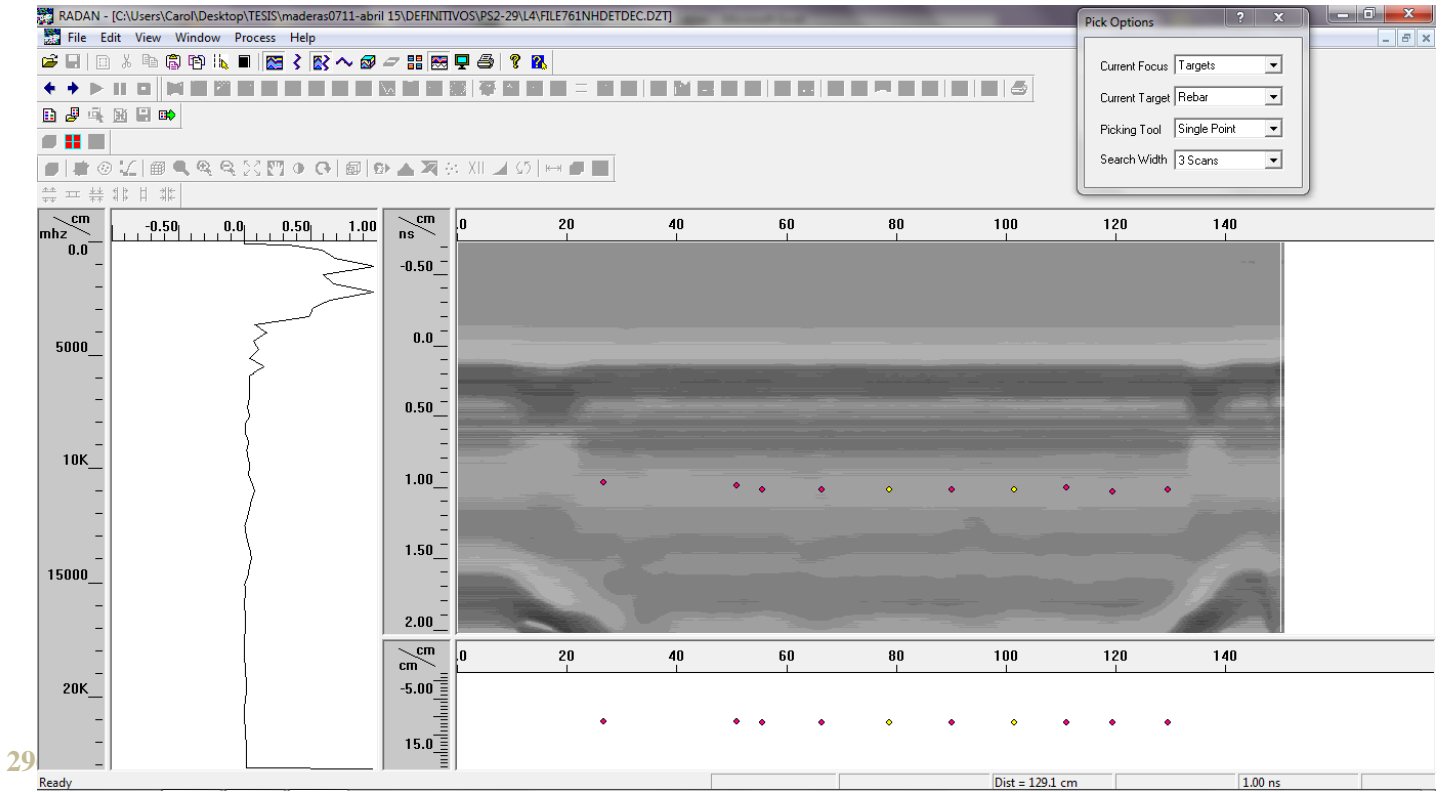 RADAN - [C:\Users\Carol\Desktop\TESIS\maderas0711-abril 15\DEFINITIVOS\PS2-29\L4\FILE761NHDETDEC.DZT]
File Edit View Window Process Help
Pick Options
Current Focus Targets
Current Target Rebar
Picking Tool Single Point
Search Width 3 Scans
XII
cm
mhz
-0.50 0.0 0.50 1.00
0.0
5000
10K
15000
20K
cm
ns
.0 20 40 60 80 100 120 140
-0.50
0.0
0.50
1.00
1.50
2.00
cm
cm
.0 20 40 60 80 100 120 140
-5.00
15.0
29
Ready
Dist = 129.1 cm
1.00 ns